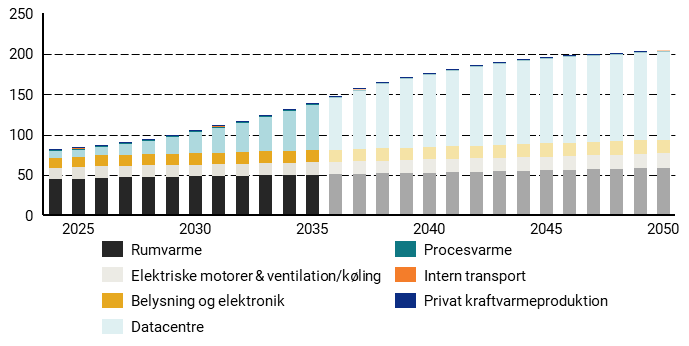 250
200
150
100
50
0
2025 2030 2035 2040 2045 2050
Rumvarme Procesvarme
Elektriske motorer & ventilation/køling Intern transport
Belysning og elektronik Privat kraftvarmeproduktion
Datacentre